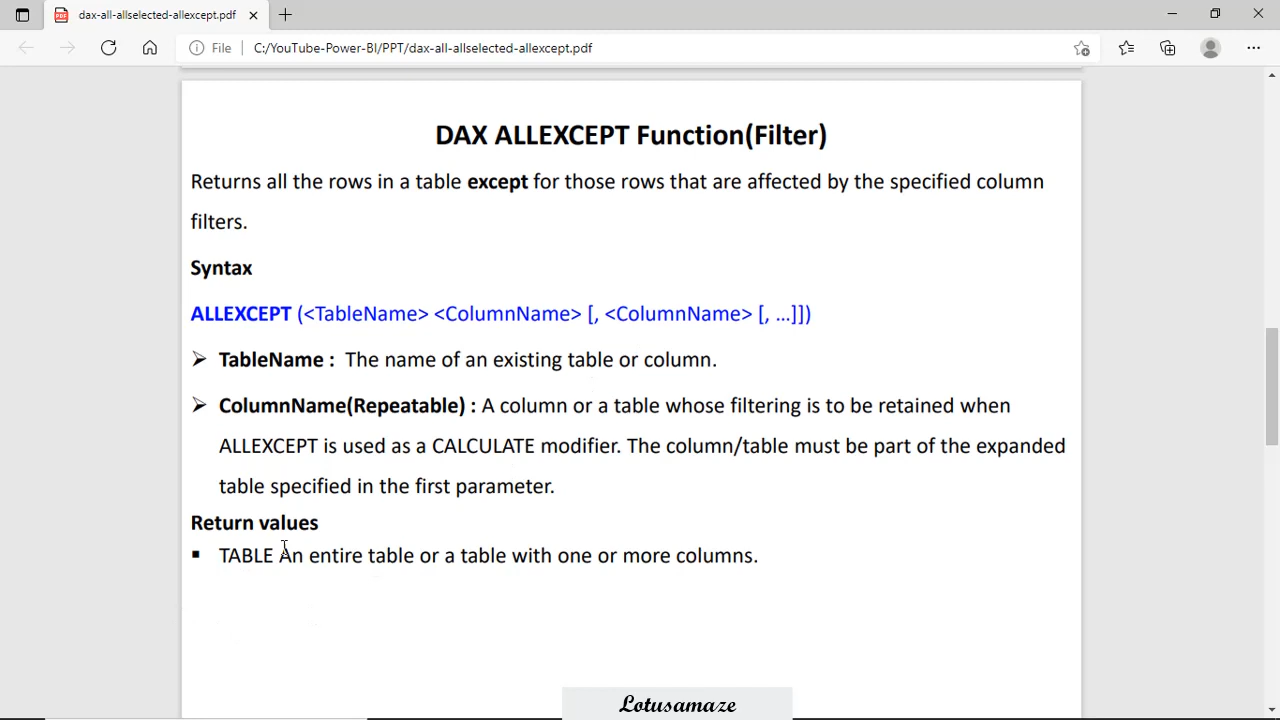 dax-all-allselected-allexcept.pdf
File
C:/YouTube-Power-BI/PPT/dax-all-allselected-allexcept.pdf
DAX ALLEXCEPT Function(Filter)
Returns all the rows in a table except for those rows that are affected by the specified column
filters.
Syntax
ALLEXCEPT (<TableName> <ColumnName> [, <ColumnName> [, ...]])
➢ TableName : The name of an existing table or column.
➢ ColumnName(Repeatable) : A column or a table whose filtering is to be retained when
ALLEXCEPT is used as a CALCULATE modifier. The column/table must be part of the expanded
table specified in the first parameter.
Return values
▪ TABLE An entire table or a table with one or more columns.
Lotusamaze